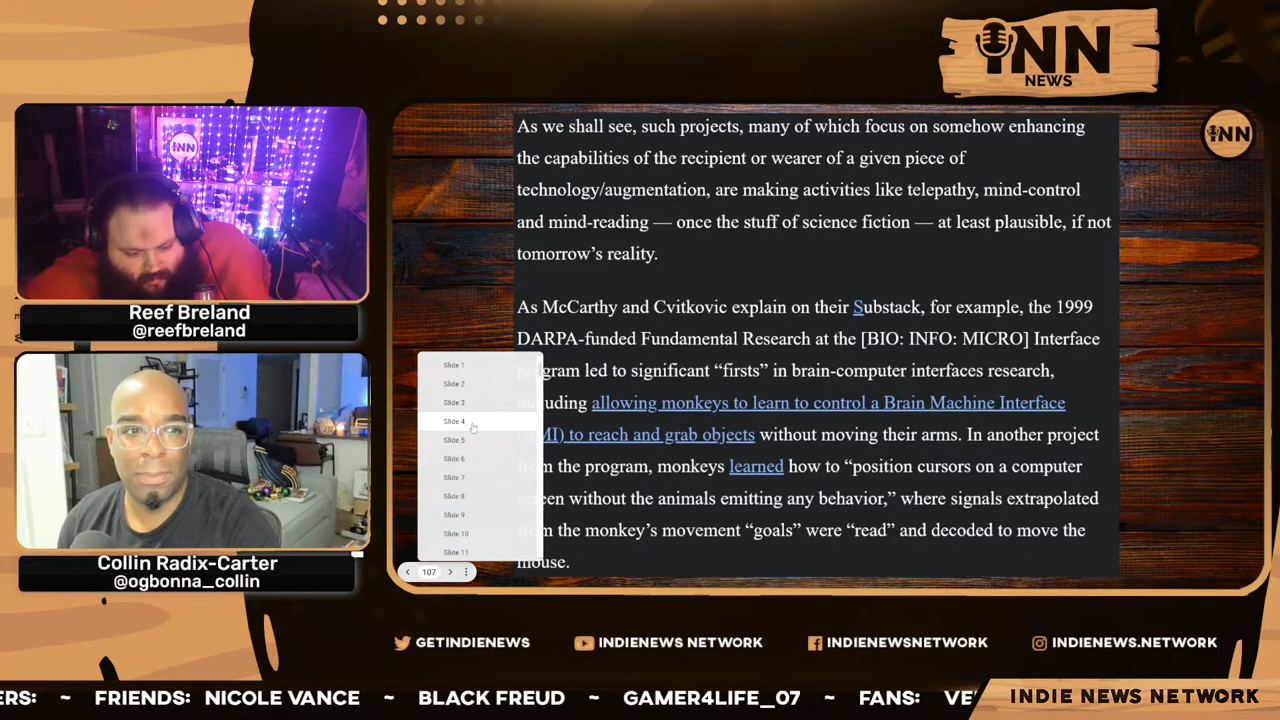 iNN
NEWS
iNN
iNN
Reef Breland
@reefbreland
Collin Radix-Carter
@ogbonna_collin
As we shall see, such projects, many of which focus on somehow enhancing
the capabilities of the recipient or wearer of a given piece of
technology/augmentation, are making activities like telepathy, mind-control
and mind-reading — once the stuff of science fiction — at least plausible, if not
tomorrow's reality.
As McCarthy and Cvitkovic explain on their Substack, for example, the 1999
DARPA-funded Fundamental Research at the [BIO: INFO: MICRO] Interface
program led to significant “firsts” in brain-computer interfaces research,
allowing monkeys to learn to control a Brain Machine Interface
to reach and grab objects without moving their arms. In another project
the program, monkeys learned how to “position cursors on a computer
without the animals emitting any behavior,” where signals extrapolated
the monkey's movement “goals” were “read” and decoded to move the
mouse.
Slide 1
Slide 2
Slide 3
Slide 4
Slide 5
Slide 6
Slide 7
Slide 8
Slide 9
Slide 10
Slide 11
107
GETINDIENEWS
INDIENEWS NETWORK
INDIENEWSNETWORK
INDIENEWS.NETWORK
ERS: ~ FRIENDS: NICOLE VANCE ~ BLACK FREUD ~ GAMER4LIFE_07 ~ FANS: VE
INDIE NEWS NETWORK